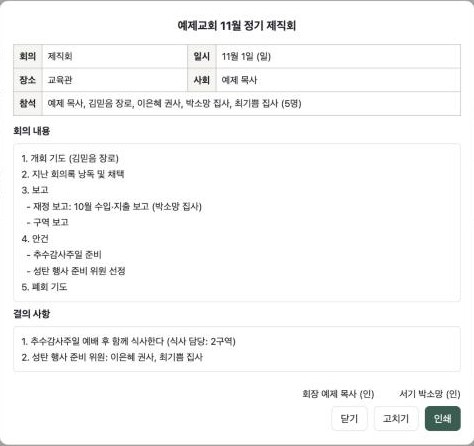 예제교회 11월 정기 제직회
회의 제직회 일시 11월 1일 (일)
장소 교육관 사회 예제 목사
참석 예제 목사, 김믿음 장로, 이은혜 권사, 박소망 집사, 최기쁨 집사 (5명)
회의 내용
1. 개회 기도 (김믿음 장로)
2. 지난 회의록 낭독 및 채택
3. 보고
- 재정 보고: 10월 수입·지출 보고 (박소망 집사)
- 구역 보고
4. 안건
- 추수감사주일 준비
- 성탄 행사 준비 위원 선정
5. 폐회 기도
결의 사항
1. 추수감사주일 예배 후 함께 식사한다 (식사 담당: 2구역)
2. 성탄 행사 준비 위원: 이은혜 권사, 최기쁨 집사
회장 예제 목사 (인) 서기 박소망 (인)
닫기 고치기 인쇄